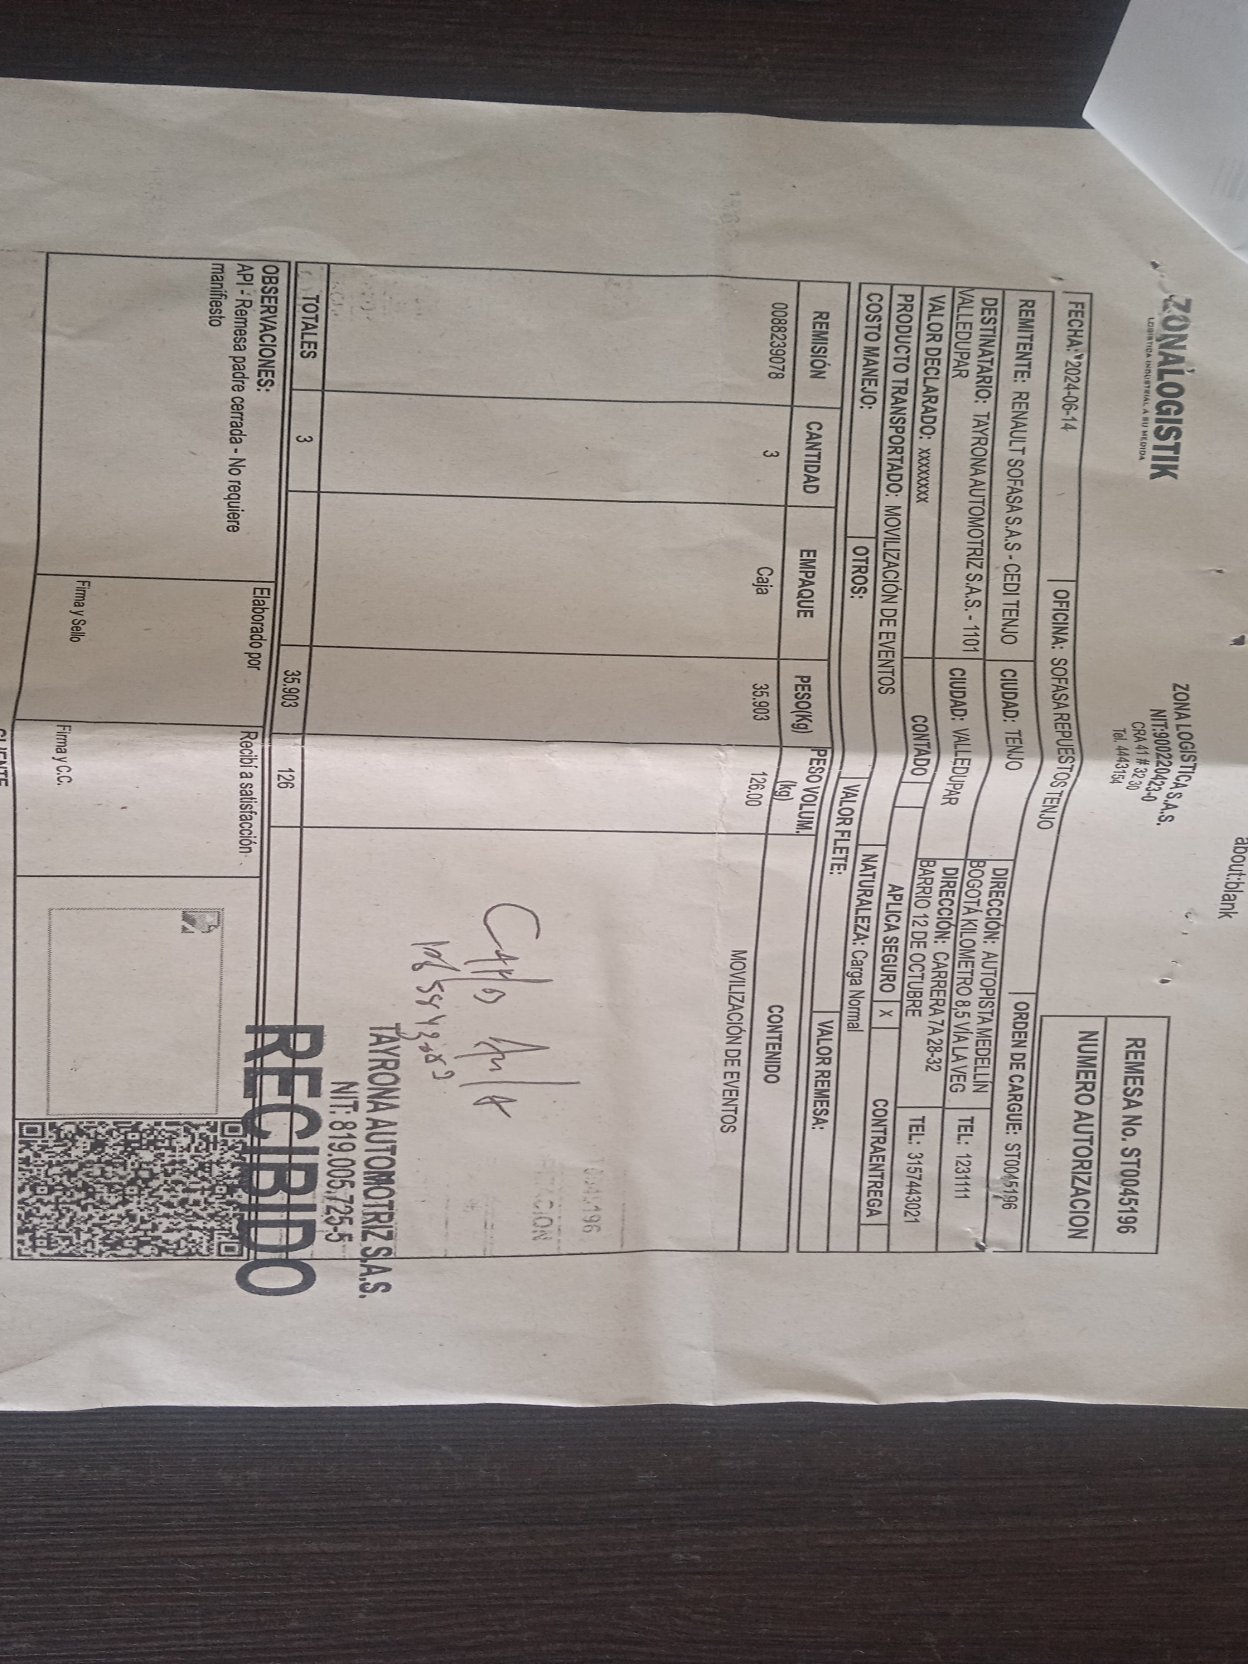 about:blank
ZONALOGISTIK
LOGISTICA INDUSTRIAL A SU MEDIDA
ZONA LOGISTICA S.A.S.
NIT:900220423-0
CRA 41 # 32 30
Tel. 4443154
REMESA No. ST0045196
NUMERO AUTORIZACION
FECHA: 2024-06-14 OFICINA: SOFASA REPUESTOS TENJO ORDEN DE CARGUE: ST0045196
REMITENTE: RENAULT SOFASA S.A.S - CEDI TENJO CIUDAD: TENJO DIRECCIÓN: AUTOPISTA MEDELLÍN BOGOTÁ KILOMETRO 8,5 VÍA LA VEG TEL: 1231111
DESTINATARIO: TAYRONA AUTOMOTRIZ S.A.S. - 1101 VALLEDUPAR CIUDAD: VALLEDUPAR DIRECCIÓN: CARRERA 7A 28-32 BARRIO 12 DE OCTUBRE TEL: 3157443021
VALOR DECLARADO: xxxxxxxx CONTADO APLICA SEGURO X CONTRAENTREGA
PRODUCTO TRANSPORTADO: MOVILIZACIÓN DE EVENTOS NATURALEZA: Carga Normal
COSTO MANEJO: OTROS: VALOR FLETE: VALOR REMESA:
REMISIÓN CANTIDAD EMPAQUE PESO(Kg) PESO VOLUM. (kg) CONTENIDO
0088239078 3 Caja 35.903 126.00 MOVILIZACIÓN DE EVENTOS
TAYRONA AUTOMOTRIZ S.A.S.
NIT: 819.005.725-5
RECIBIDO
TOTALES 3 35.903 126
OBSERVACIONES:
API - Remesa padre cerrada - No requiere
manifiesto
Elaborado por
Firma y Sello
Recibi a satisfacción
Firma y C.C.